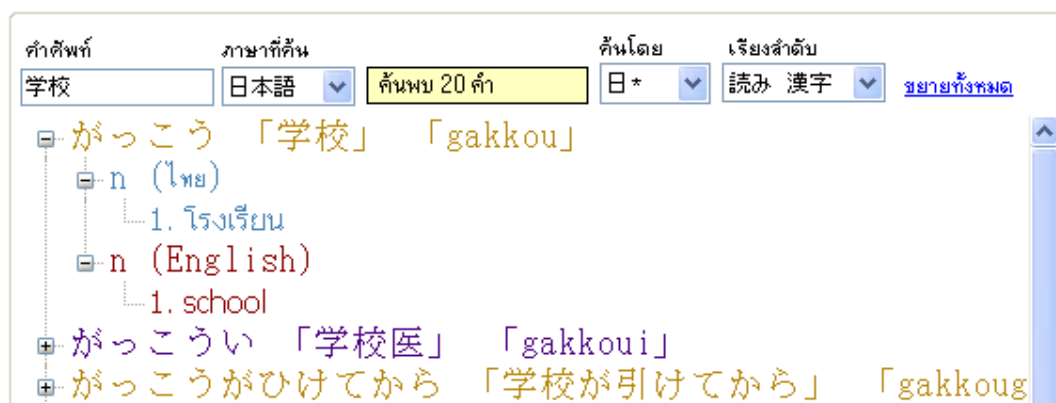 คำศัพท์ ภาษาที่ค้น ค้นโดย เรียงลำดับ
学校 日本語 ค้นพบ 20 คำ 日* 読み 漢字 ขยายทั้งหมด
がっこう 「学校」 「gakkou」
n (ไทย)
1. โรงเรียน
n (English)
1. school
がっこうい 「学校医」 「gakkoui」
がっこうがひけてから 「学校が引けてから」 「gakkoug